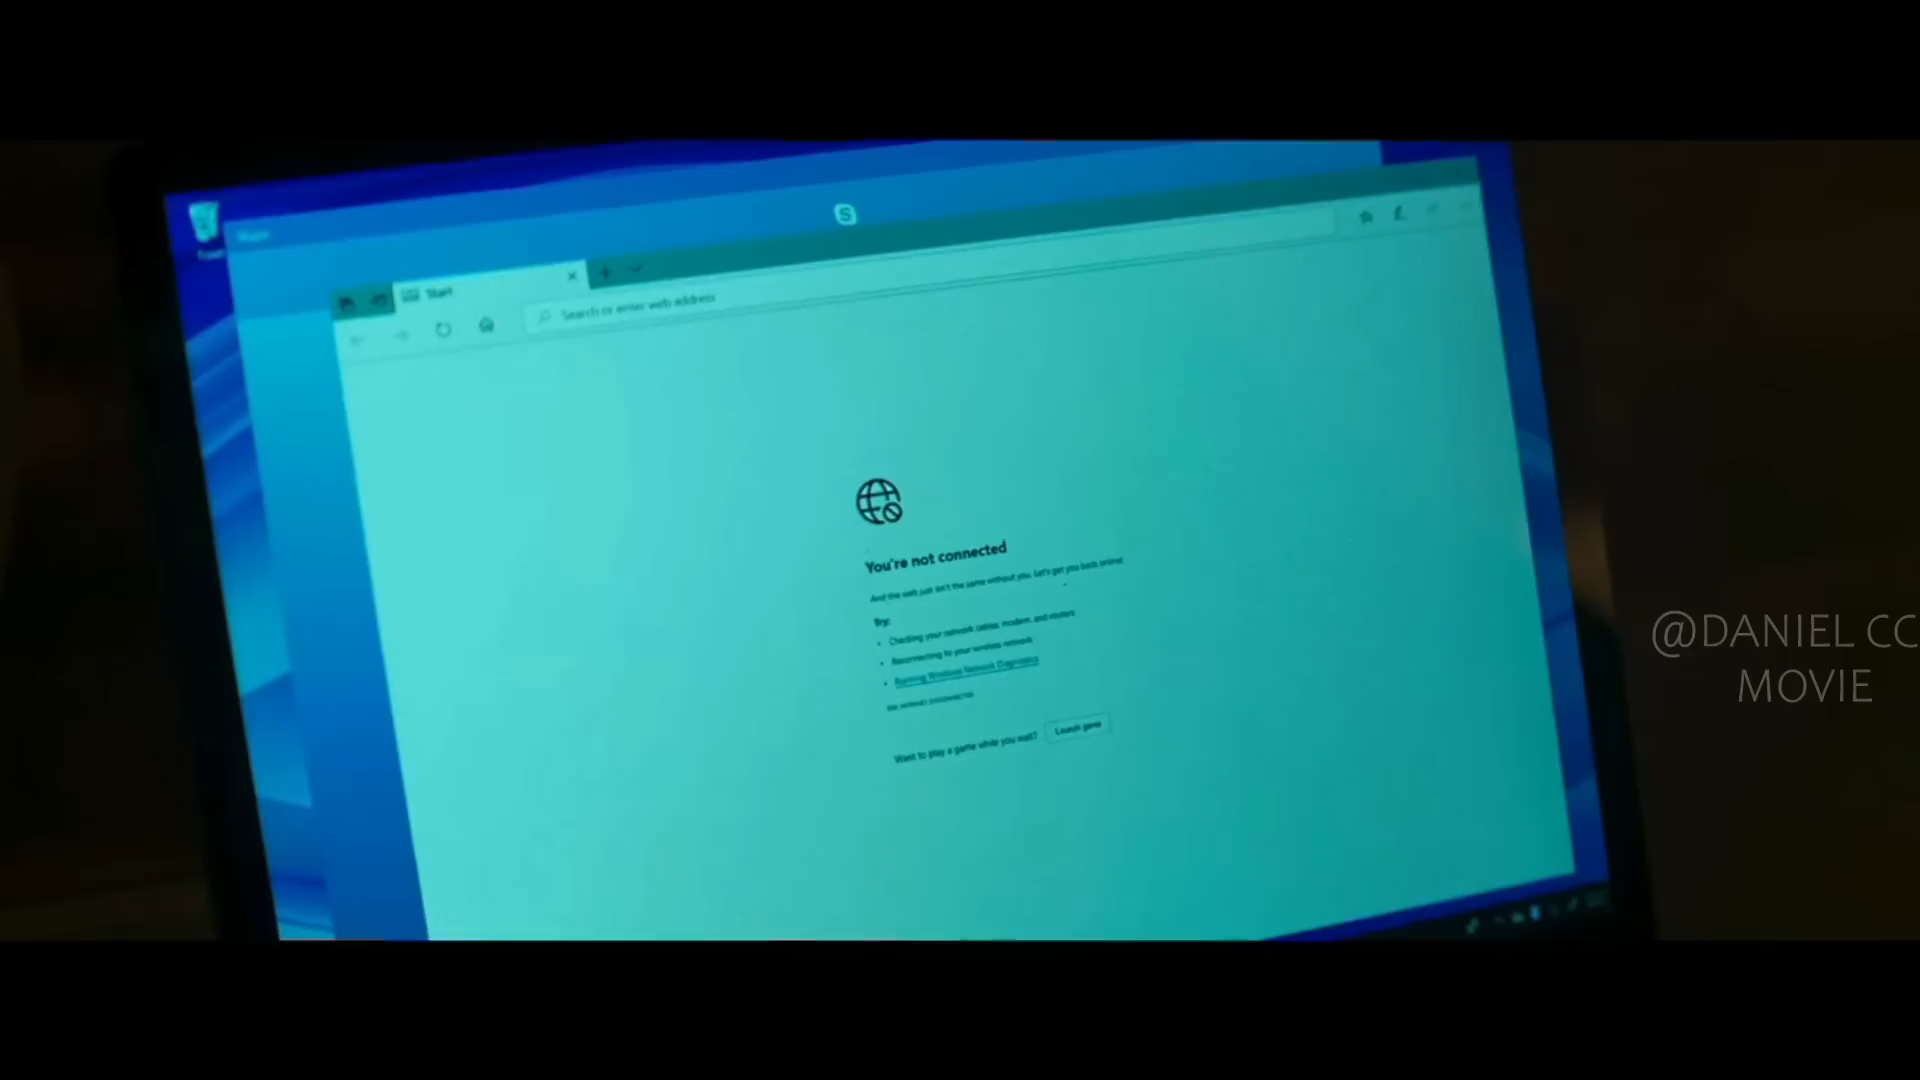 Skype
Start
Search or enter web address
You're not connected
And the web just isn't the same without you. Let's get you back online!
Try:
• Checking your network cables, modem, and routers
• Reconnecting to your wireless network
• Running Windows Network Diagnostics
ERR_INTERNET_DISCONNECTED
Want to play a game while you wait?
Launch game
@DANIEL CC
MOVIE